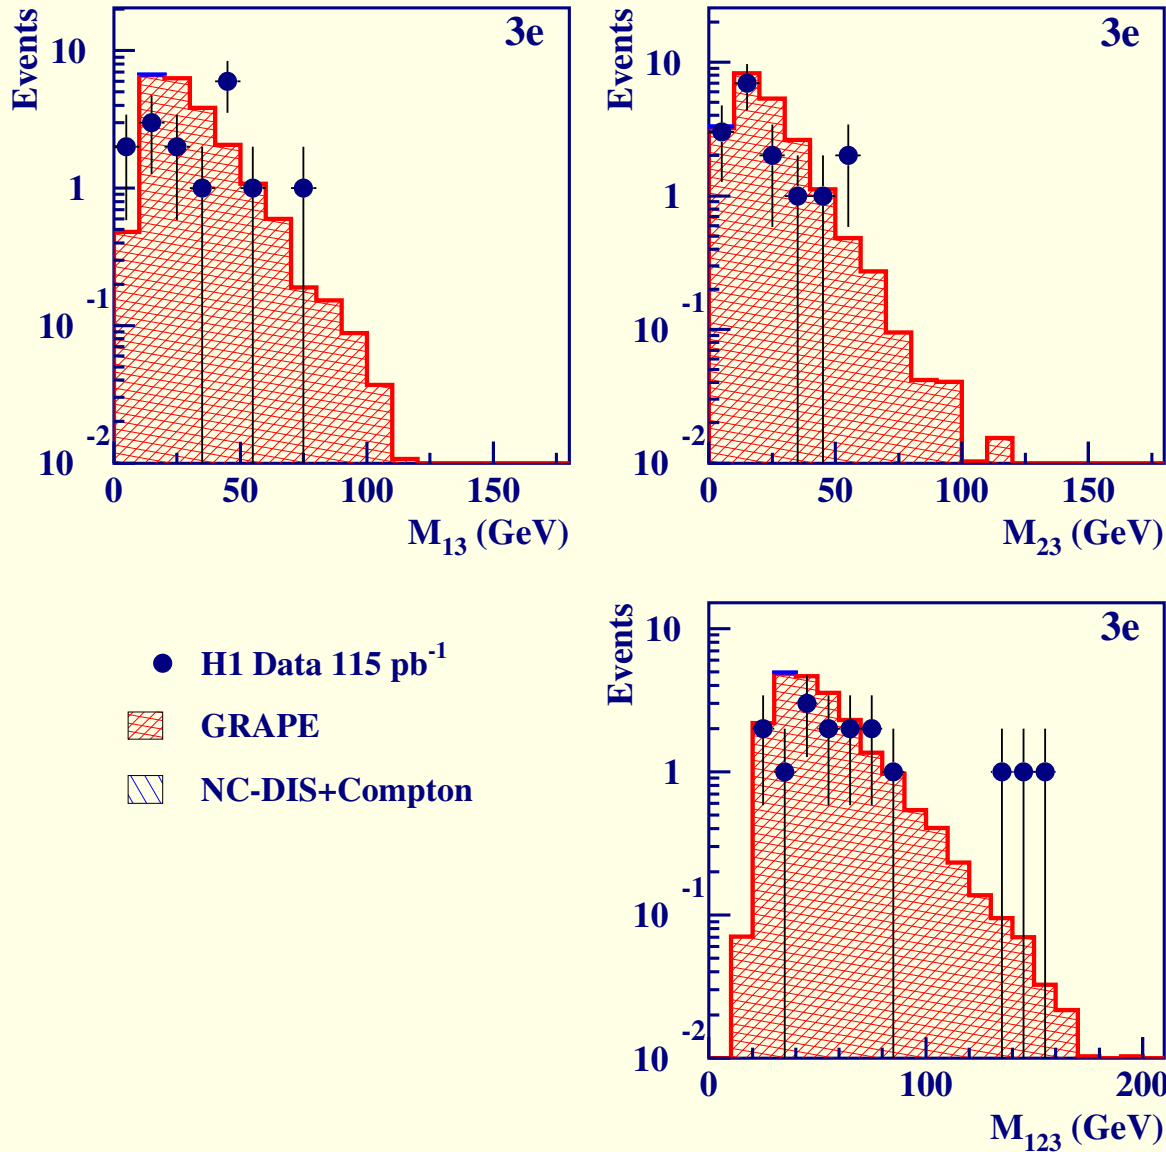 Events
3e
10
1
10⁻¹
10⁻²
0 50 100 150
M₁₃ (GeV)
Events
3e
10
1
10⁻¹
10⁻²
0 50 100 150
M₂₃ (GeV)
H1 Data 115 pb⁻¹
GRAPE
NC-DIS+Compton
Events
3e
10
1
10⁻¹
10⁻²
0 100 200
M₁₂₃ (GeV)